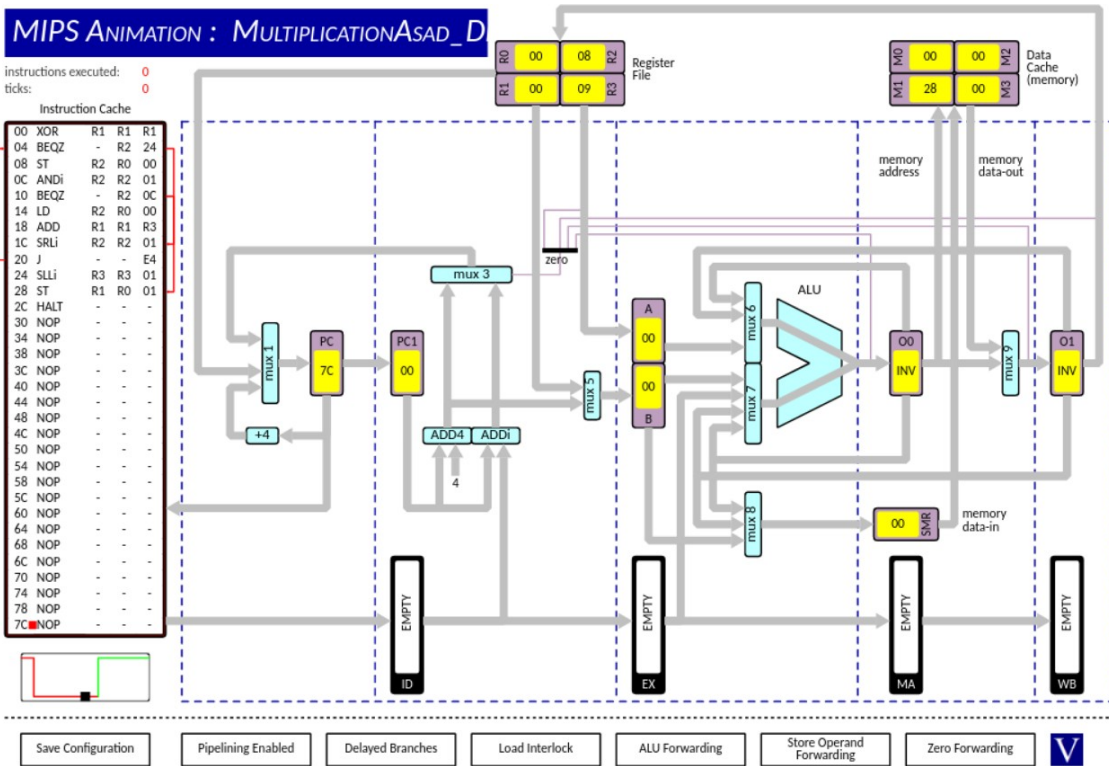 MIPS ANIMATION : MULTIPLICATIONASAD_D
instructions executed: 0
ticks: 0
Instruction Cache
00 XOR R1 R1 R1
04 BEQZ - R2 24
08 ST R2 R0 00
0C ANDi R2 R2 01
10 BEQZ - R2 0C
14 LD R2 R0 00
18 ADD R1 R1 R3
1C SRLi R2 R2 01
20 J - - E4
24 SLLi R3 R3 01
28 ST R1 R0 01
2C HALT - - -
30 NOP - - -
34 NOP - - -
38 NOP - - -
3C NOP - - -
40 NOP - - -
44 NOP - - -
48 NOP - - -
4C NOP - - -
50 NOP - - -
54 NOP - - -
58 NOP - - -
5C NOP - - -
60 NOP - - -
64 NOP - - -
68 NOP - - -
6C NOP - - -
70 NOP - - -
74 NOP - - -
78 NOP - - -
7C NOP - - -
R0 00 08 R2
R1 00 09 R3
Register
File
M0 00 00 M2
M1 28 00 M3
Data
Cache
(memory)
memory
address
memory
data-out
zero
mux 3
mux 1
PC
7C
PC1
00
+4
ADD4 ADDi
4
mux 5
A
00
00
B
mux 6
mux 7
ALU
O0
INV
mux 9
O1
INV
mux 8
00 SMR
memory
data-in
EMPTY
ID
EMPTY
EX
EMPTY
MA
EMPTY
WB
Save Configuration
Pipelining Enabled
Delayed Branches
Load Interlock
ALU Forwarding
Store Operand
Forwarding
Zero Forwarding
V